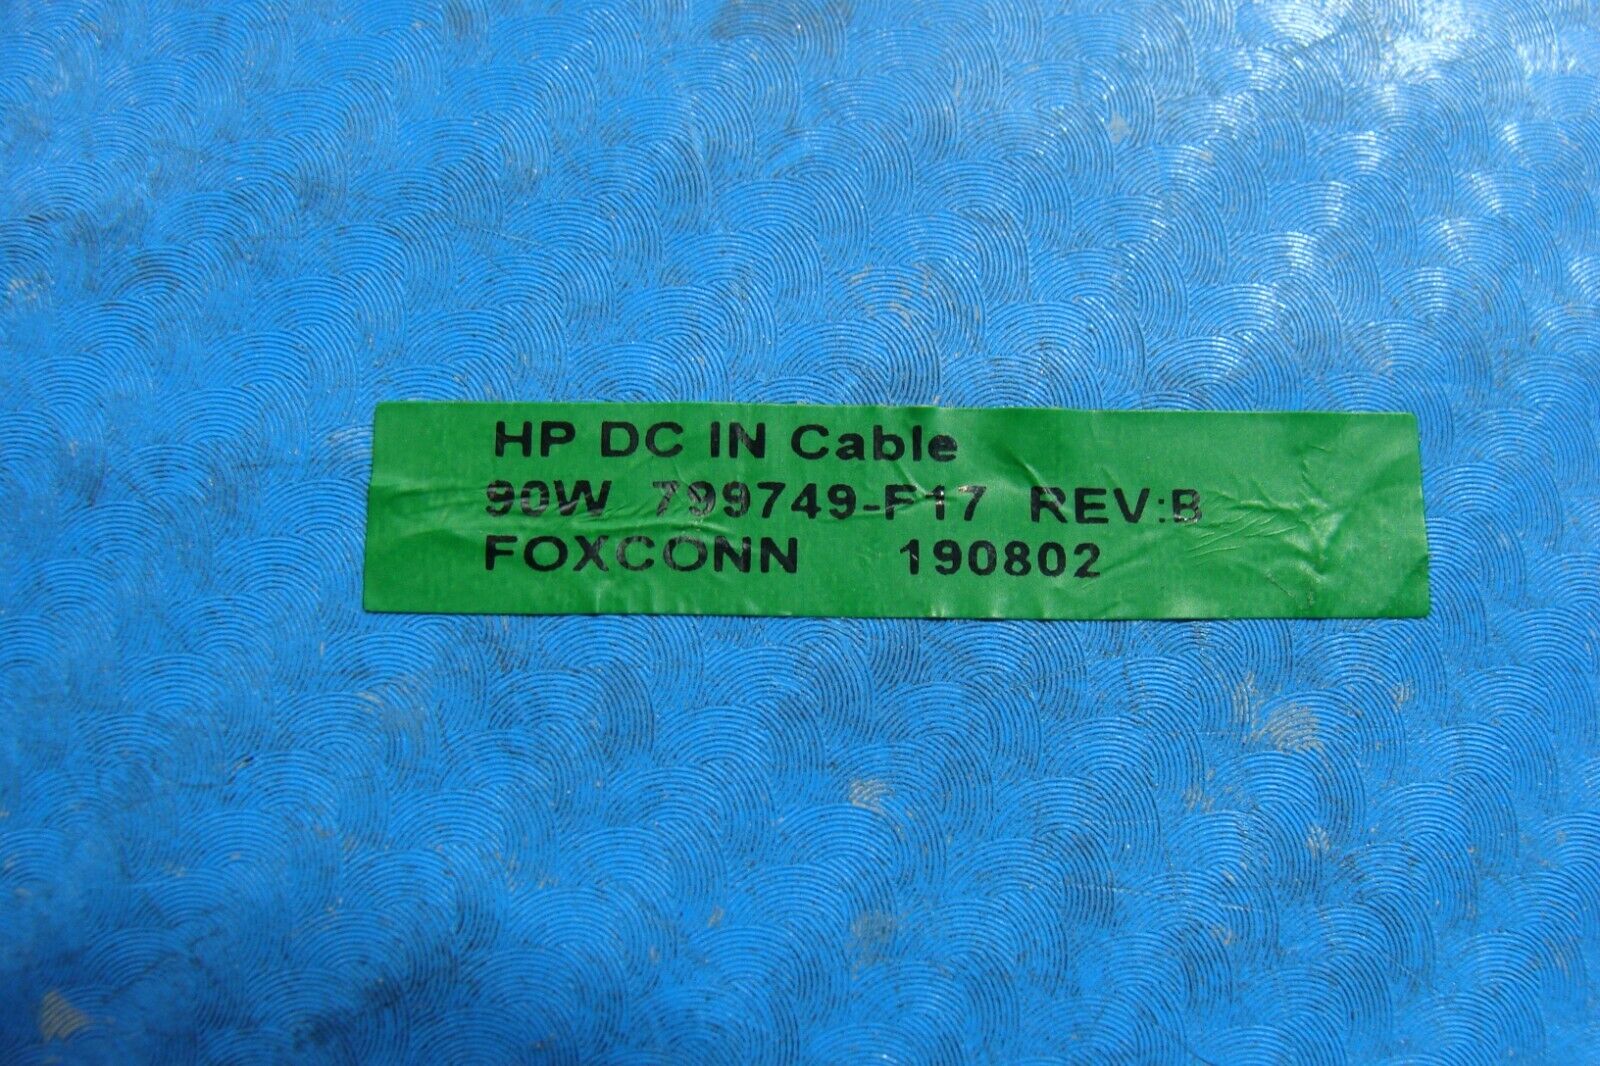 HP DC IN Cable
90W 799749-F17 REV:B
FOXCONN 190802